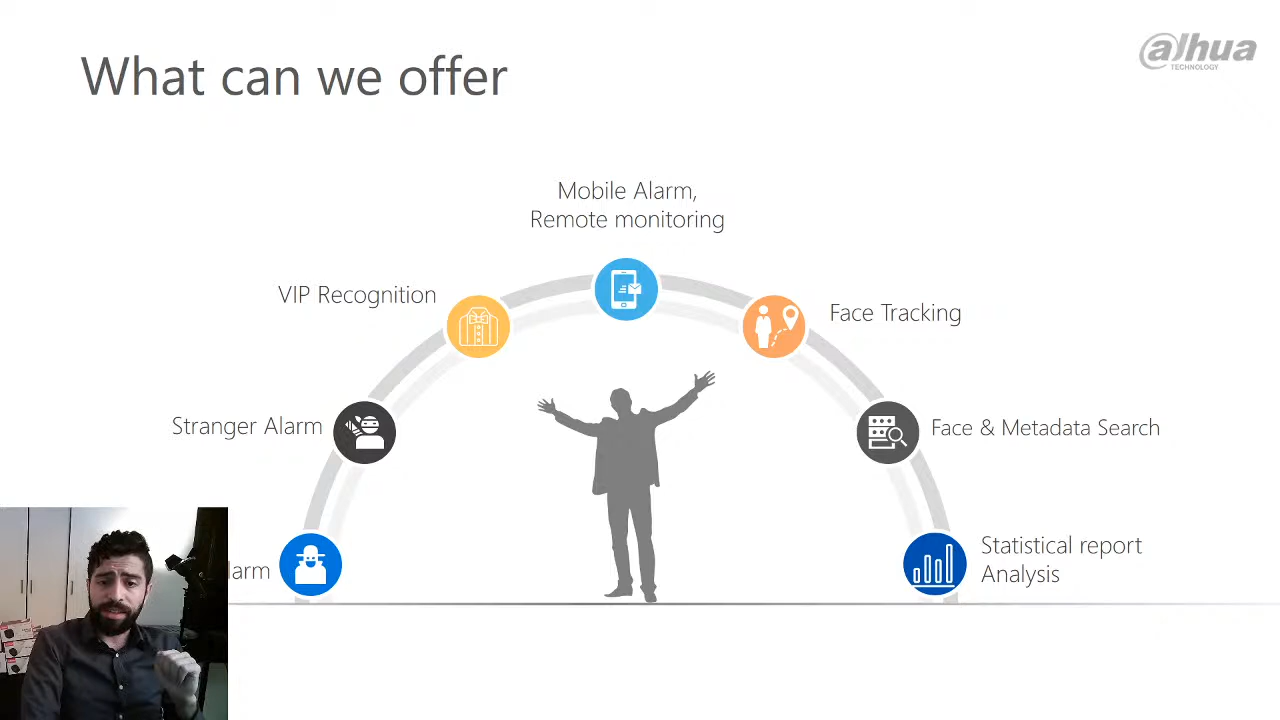 What can we offer
alhua
TECHNOLOGY
Mobile Alarm,
Remote monitoring
VIP Recognition
Face Tracking
Stranger Alarm
Face & Metadata Search
larm
Statistical report
Analysis